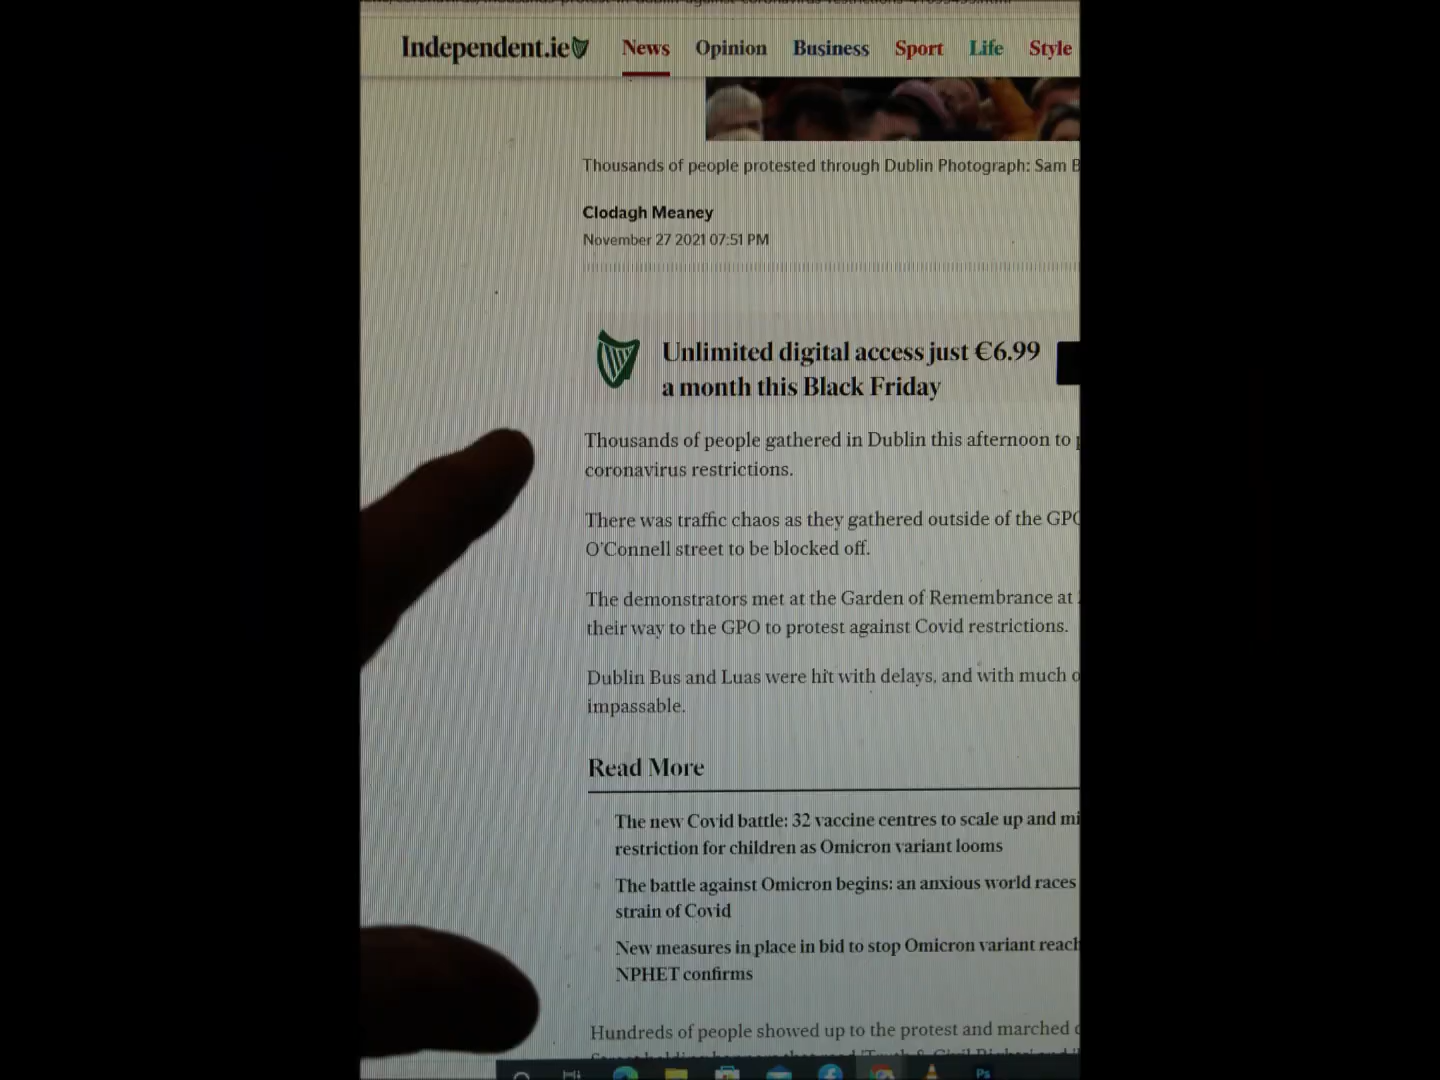 Independent.ie News Opinion Business Sport Life Style
Thousands of people protested through Dublin Photograph: Sam B
Clodagh Meaney
November 27 2021 07:51 PM
Unlimited digital access just €6.99
a month this Black Friday
Thousands of people gathered in Dublin this afternoon to
coronavirus restrictions.
There was traffic chaos as they gathered outside of the GPO
O'Connell street to be blocked off.
The demonstrators met at the Garden of Remembrance at
their way to the GPO to protest against Covid restrictions.
Dublin Bus and Luas were hit with delays, and with much o
impassable.
Read More
The new Covid battle: 32 vaccine centres to scale up and mi
restriction for children as Omicron variant looms
The battle against Omicron begins: an anxious world races
strain of Covid
New measures in place in bid to stop Omicron variant reach
NPHET confirms
Hundreds of people showed up to the protest and marched
Ps